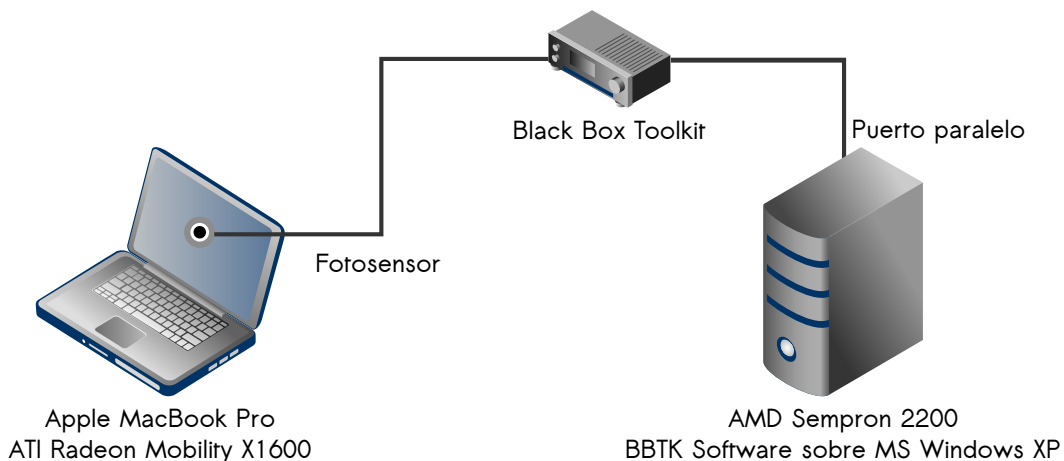 Black Box Toolkit
Puerto paralelo
Fotosensor
Apple MacBook Pro
ATI Radeon Mobility X1600
AMD Sempron 2200
BBTK Software sobre MS Windows XP